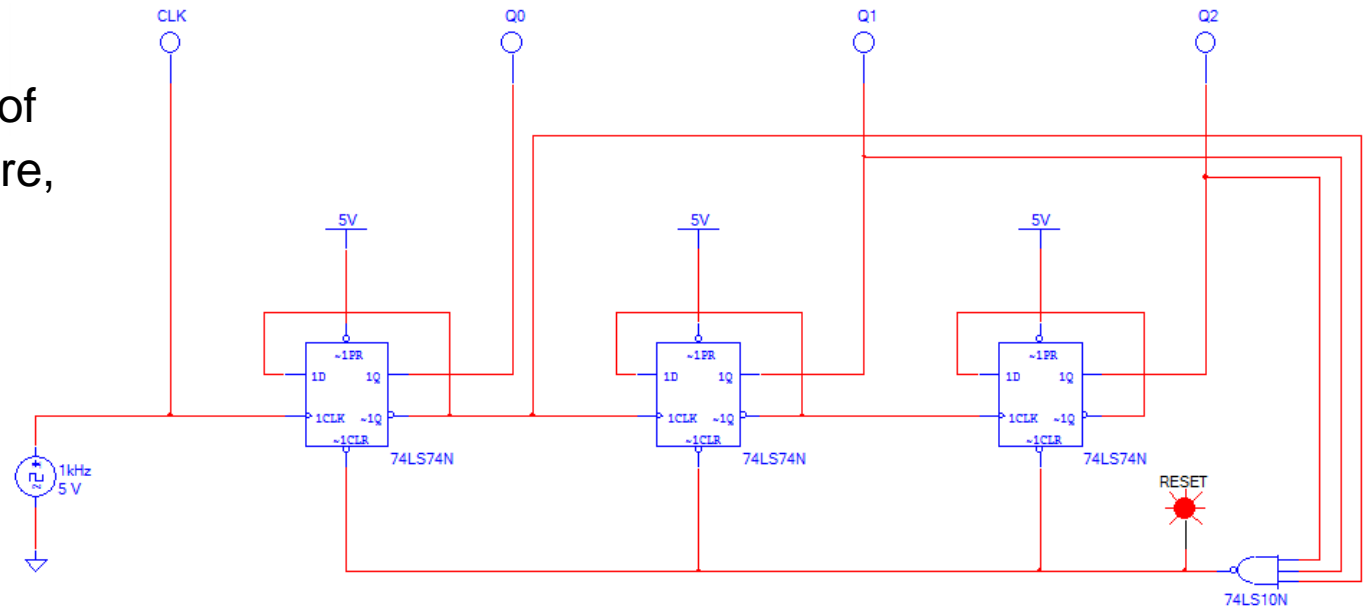 CLK Q0 Q1 Q2
of
re,
5V 5V 5V
~1PR ~1PR ~1PR
1D 1Q 1D 1Q 1D 1Q
1CLK ~1Q 1CLK ~1Q 1CLK ~1Q
~1CLR ~1CLR ~1CLR
74LS74N 74LS74N 74LS74N
1kHz
5 V
RESET
74LS10N